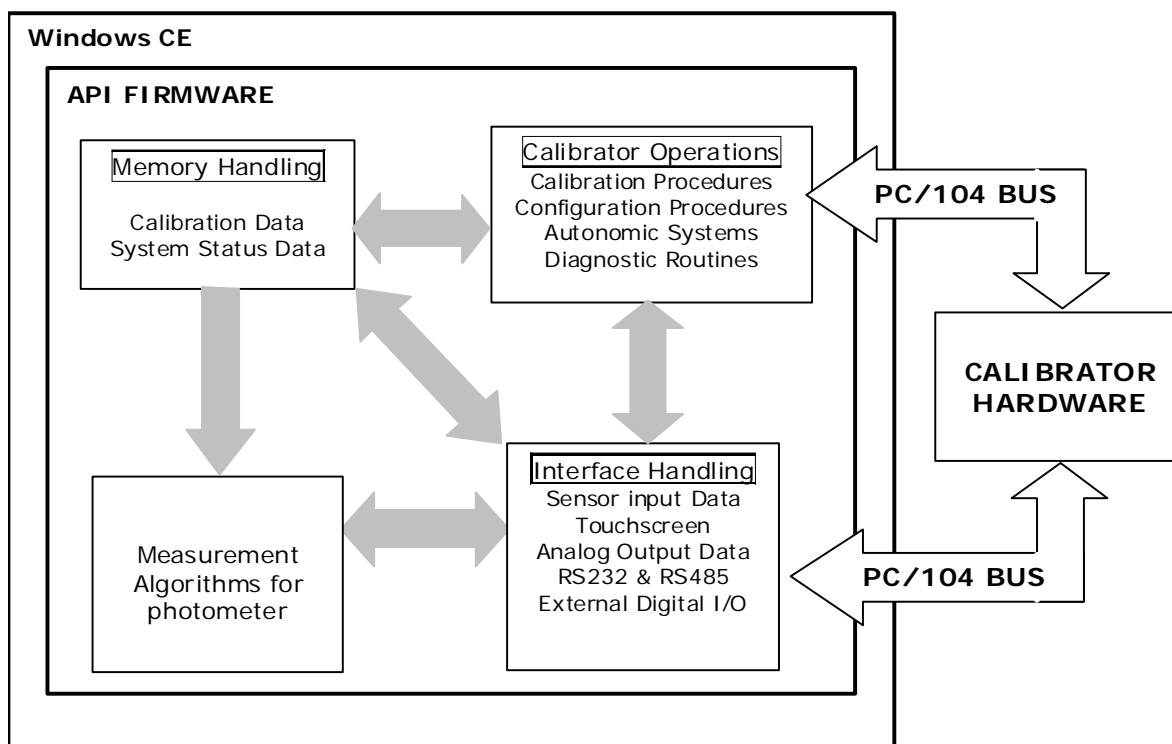 Windows CE
API FIRMWARE
Memory Handling
Calibration Data
System Status Data
Calibrator Operations
Calibration Procedures
Configuration Procedures
Autonomic Systems
Diagnostic Routines
PC/104 BUS
CALIBRATOR
HARDWARE
Measurement
Algorithms for
photometer
Interface Handling
Sensor input Data
Touchscreen
Analog Output Data
RS232 & RS485
External Digital I/O
PC/104 BUS